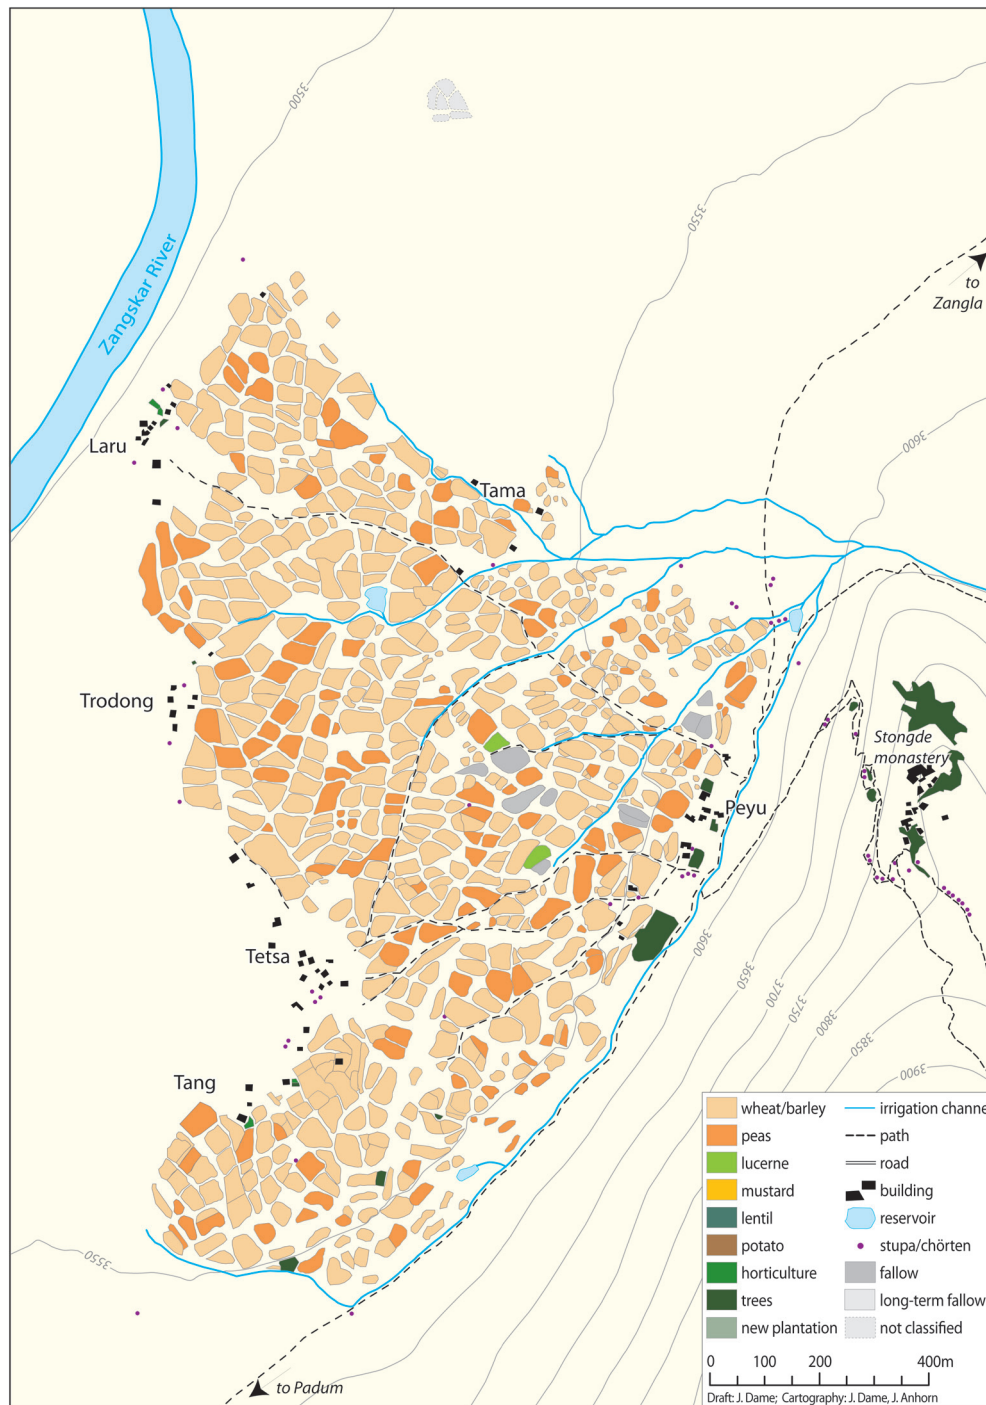 3500
3550
Zangskar River
to
Zangla
3600
Laru
Tama
Trodong
Stongde
monastery
Peyu
Tetsa
3600
3650
3700
3750
3800
3850
3900
Tang
3550
to Padum
wheat/barley
peas
lucerne
mustard
lentil
potato
horticulture
trees
new plantation
irrigation channe
path
road
building
reservoir
stupa/chörten
fallow
long-term fallow
not classified
0 100 200 400m
Draft: J. Dame; Cartography: J. Dame, J. Anhorn